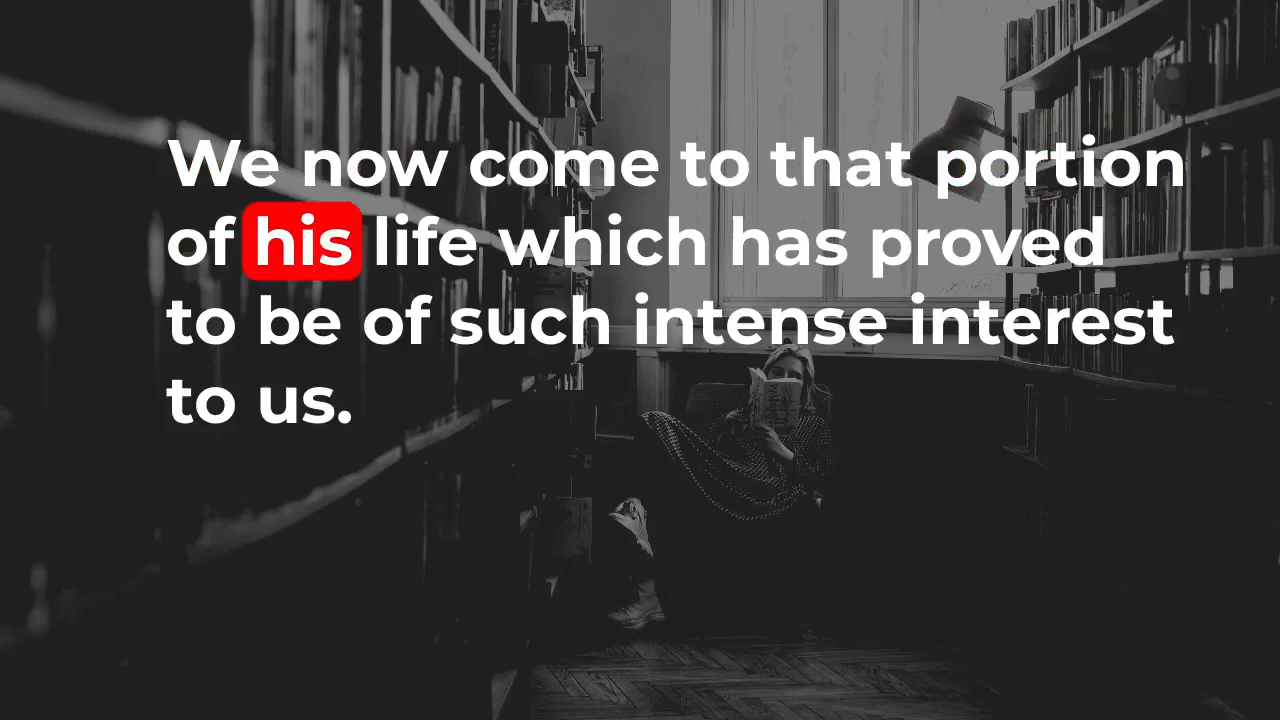 We now come to that portion
of his life which has proved
to be of such intense interest
to us.